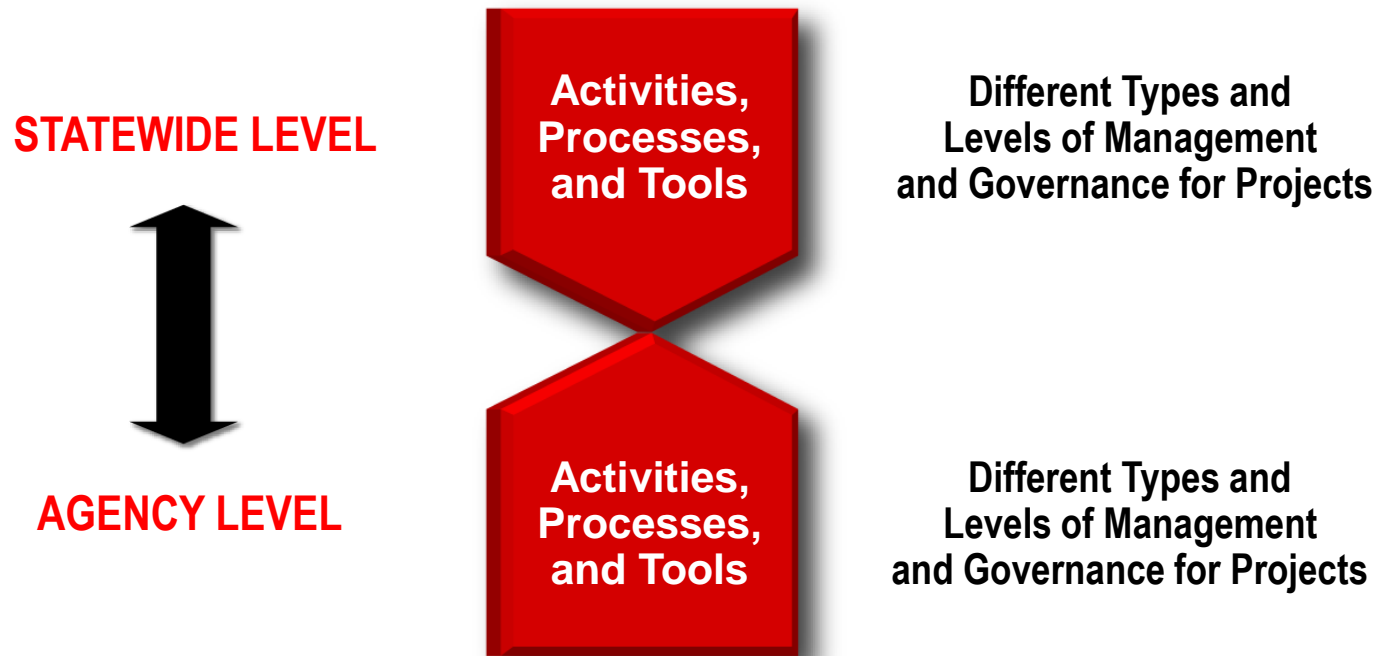 STATEWIDE LEVEL
Activities,
Processes,
and Tools
Different Types and
Levels of Management
and Governance for Projects
AGENCY LEVEL
Activities,
Processes,
and Tools
Different Types and
Levels of Management
and Governance for Projects